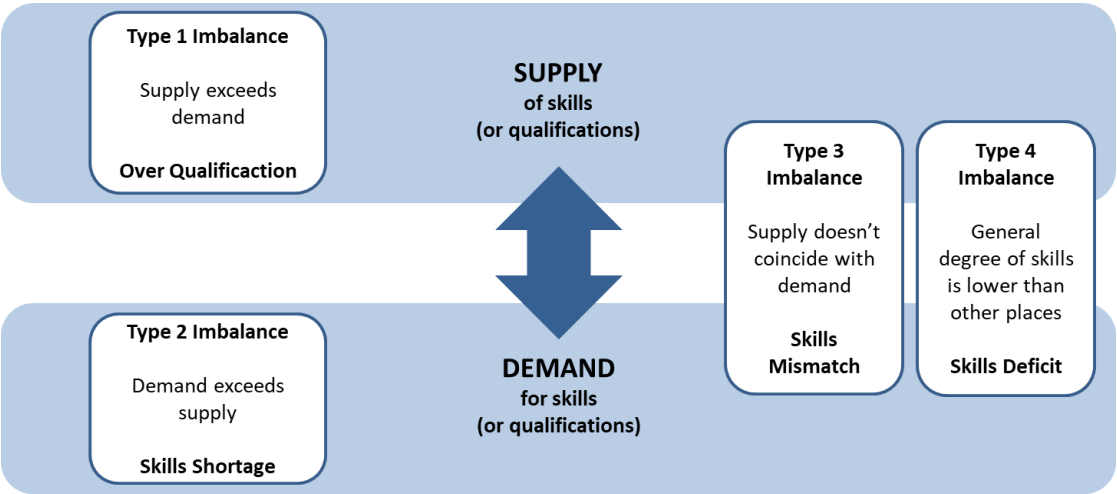 Type 1 Imbalance
Supply exceeds
demand
Over Qualificaction
SUPPLY
of skills
(or qualifications)
Type 3
Imbalance
Supply doesn’t
coincide with
demand
Skills
Mismatch
Type 4
Imbalance
General
degree of skills
is lower than
other places
Skills Deficit
Type 2 Imbalance
Demand exceeds
supply
Skills Shortage
DEMAND
for skills
(or qualifications)